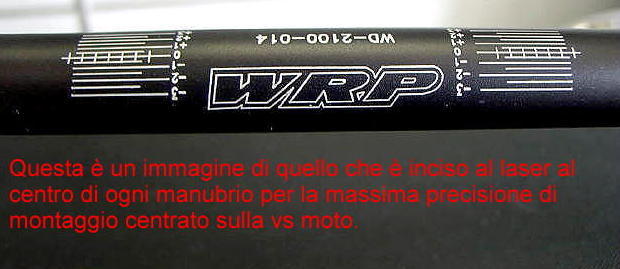 WD-2100-014
WRP
Questa è un immagine di quello che è inciso al laser al
centro di ogni manubrio per la massima precisione di
montaggio centrato sulla vs moto.